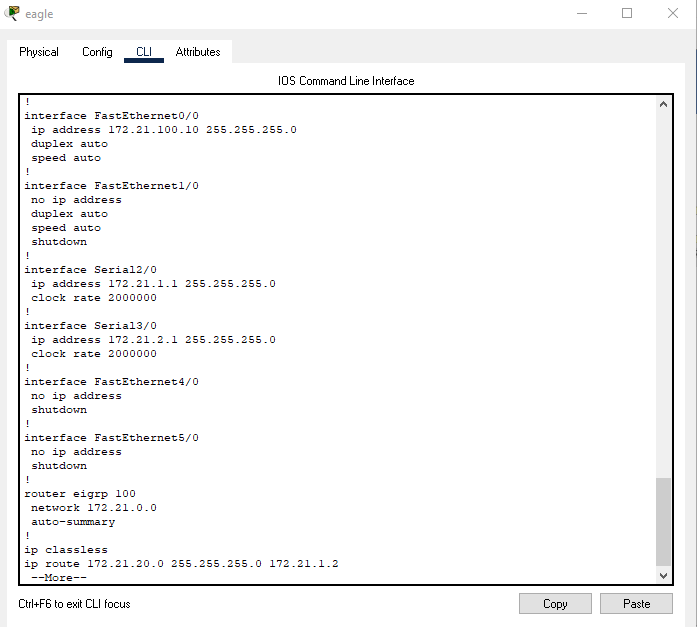 eagle
Physical Config CLI Attributes
IOS Command Line Interface
!
interface FastEthernet0/0
 ip address 172.21.100.10 255.255.255.0
 duplex auto
 speed auto
!
interface FastEthernet1/0
 no ip address
 duplex auto
 speed auto
 shutdown
!
interface Serial2/0
 ip address 172.21.1.1 255.255.255.0
 clock rate 2000000
!
interface Serial3/0
 ip address 172.21.2.1 255.255.255.0
 clock rate 2000000
!
interface FastEthernet4/0
 no ip address
 shutdown
!
interface FastEthernet5/0
 no ip address
 shutdown
!
router eigrp 100
 network 172.21.0.0
 auto-summary
!
ip classless
ip route 172.21.20.0 255.255.255.0 172.21.1.2
 --More--
Ctrl+F6 to exit CLI focus
Copy Paste